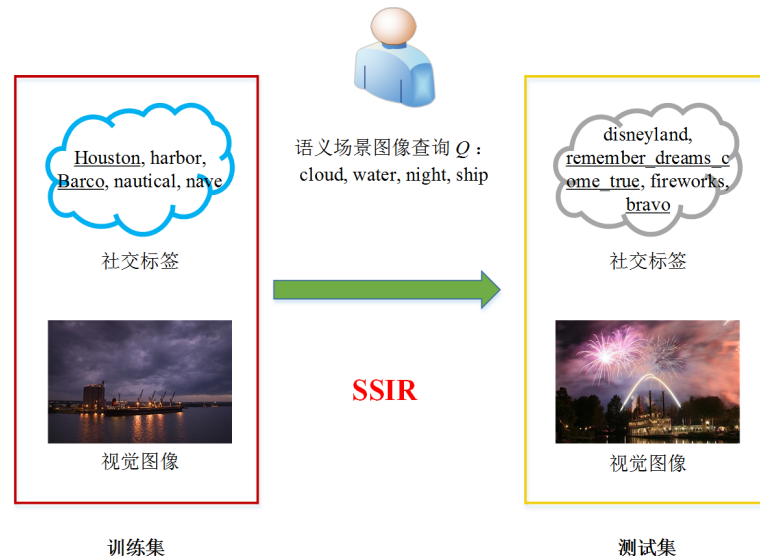 Houston, harbor,
Barco, nautical, nave
社交标签
视觉图像
训练集
语义场景图像查询 Q：
cloud, water, night, ship
SSIR
disneyland,
remember_dreams_c
ome_true, fireworks,
bravo
社交标签
视觉图像
测试集